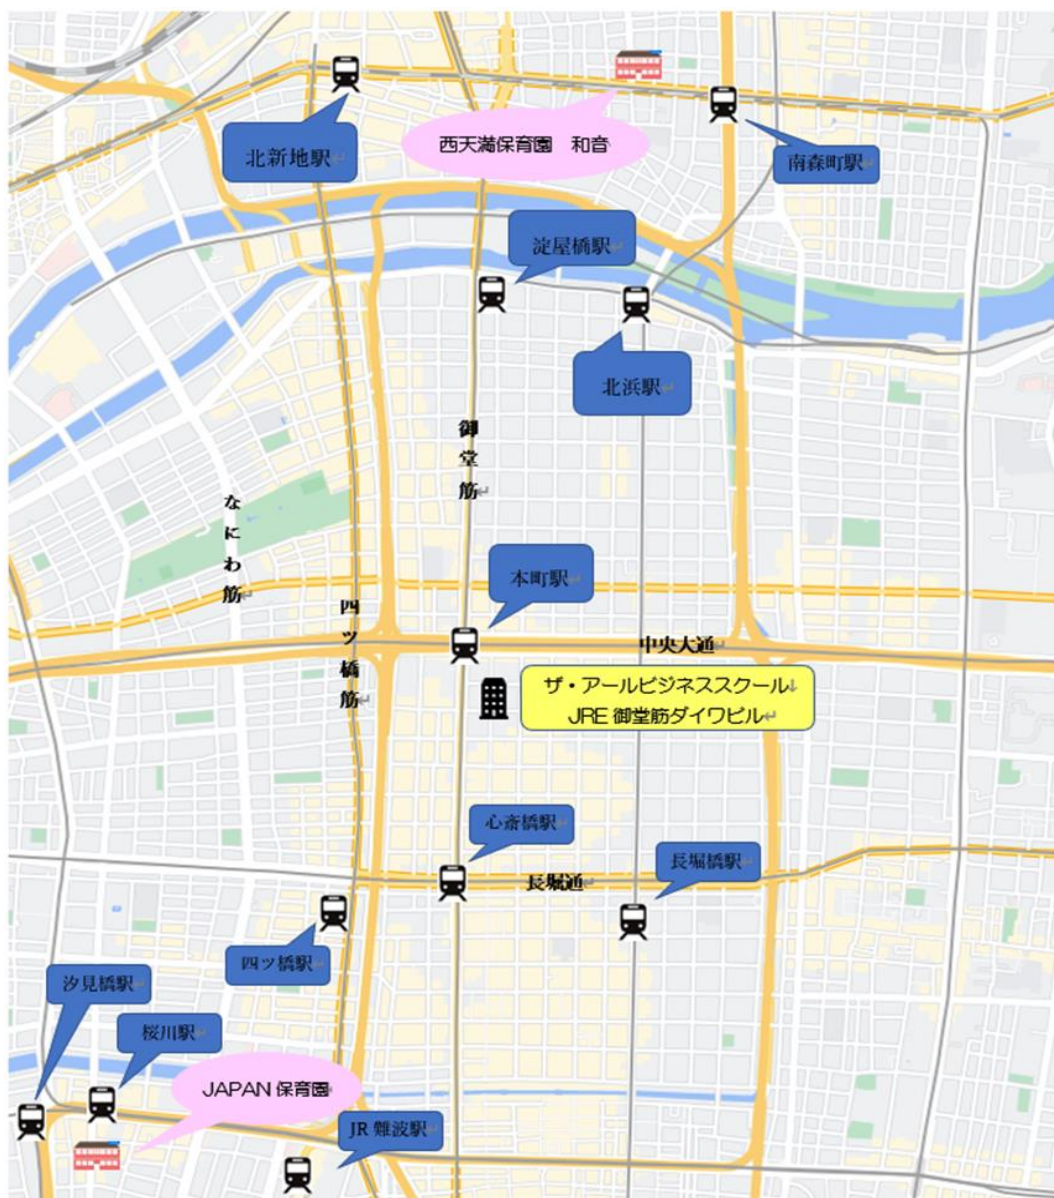 北新地駅
西天満保育園　和音
南森町駅
淀屋橋駅
北浜駅
御堂筋
なにわ筋
本町駅
四ツ橋筋
中央大通
ザ・アールビジネススクール
JRE 御堂筋ダイワビル
心斎橋駅
長堀橋駅
長堀通
四ツ橋駅
汐見橋駅
桜川駅
JAPAN 保育園
JR 難波駅